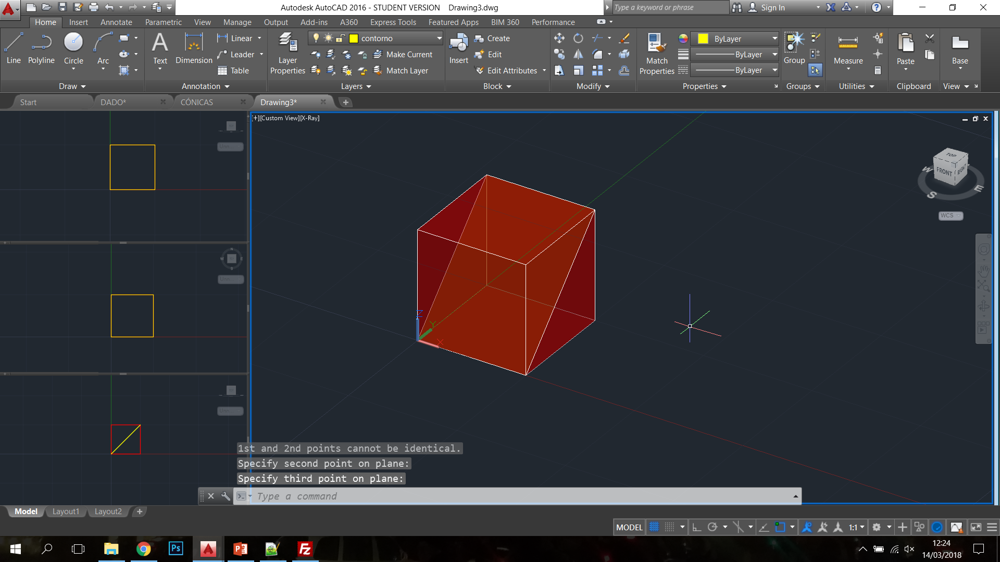 Autodesk AutoCAD 2016 - STUDENT VERSION Drawing3.dwg
Type a keyword or phrase
Sign In
Home Insert Annotate Parametric View Manage Output Add-ins A360 Express Tools Featured Apps BIM 360 Performance
Line Polyline Circle Arc
Text Dimension
Linear
Leader
Table
Layer Properties
contorno
Make Current
Match Layer
Insert
Create
Edit
Edit Attributes
Match Properties
ByLayer
ByLayer
ByLayer
Group
Measure
Paste
Base
Draw Annotation Layers Block Modify Properties Groups Utilities Clipboard View
Start DADO* CÓNICAS Drawing3*
[+][Custom View][X-Ray]
TOP
FRONT RIGHT
W S E
WCS
N
W E
S
Z
Y
X
1st and 2nd points cannot be identical.
Specify second point on plane:
Specify third point on plane:
Type a command
Model Layout1 Layout2
MODEL
1:1
Ps
12:24
14/03/2018